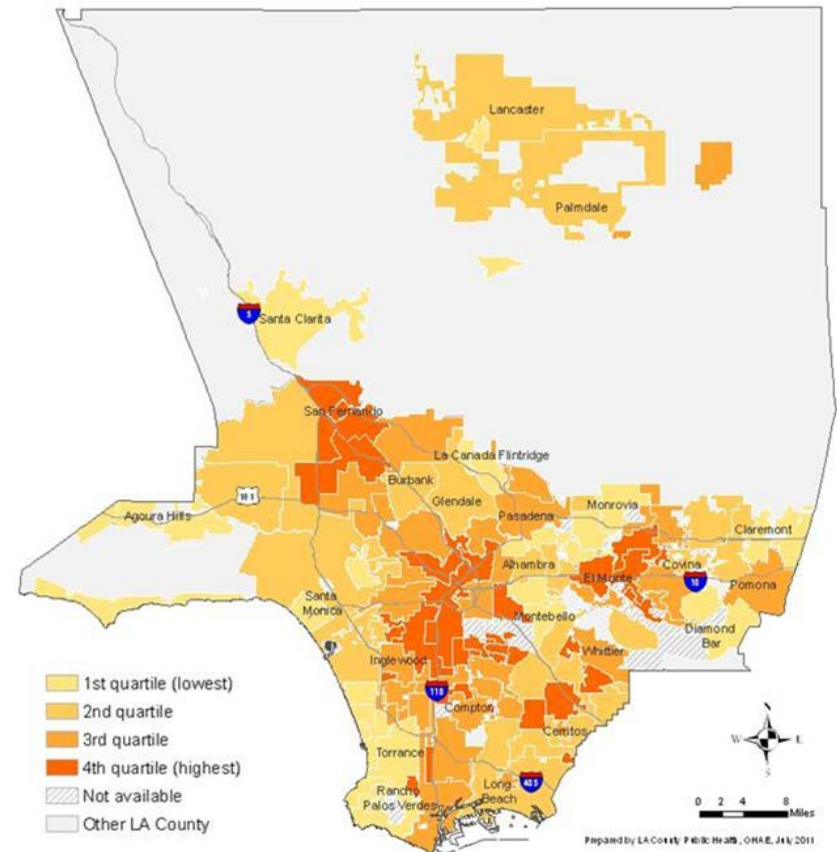 Lancaster
Palmdale
5
Santa Clarita
San Fernando
La Canada Flintridge
Burbank
101
Glendale
Monrovia
Agoura Hills
Pasadena
Claremont
Alhambra
Covina
El Monte
10
Pomona
Santa
Monica
Montebello
Diamond
Bar
Whittier
Inglewood
110
Compton
Cerritos
Torrance
Rancho
Palos Verdes
Long
Beach
405
1st quartile (lowest)
2nd quartile
3rd quartile
4th quartile (highest)
Not available
Other LA County
N
W
E
S
0 2 4 8
Miles
Prepared by LA County Public Health, OHAE, July 2011